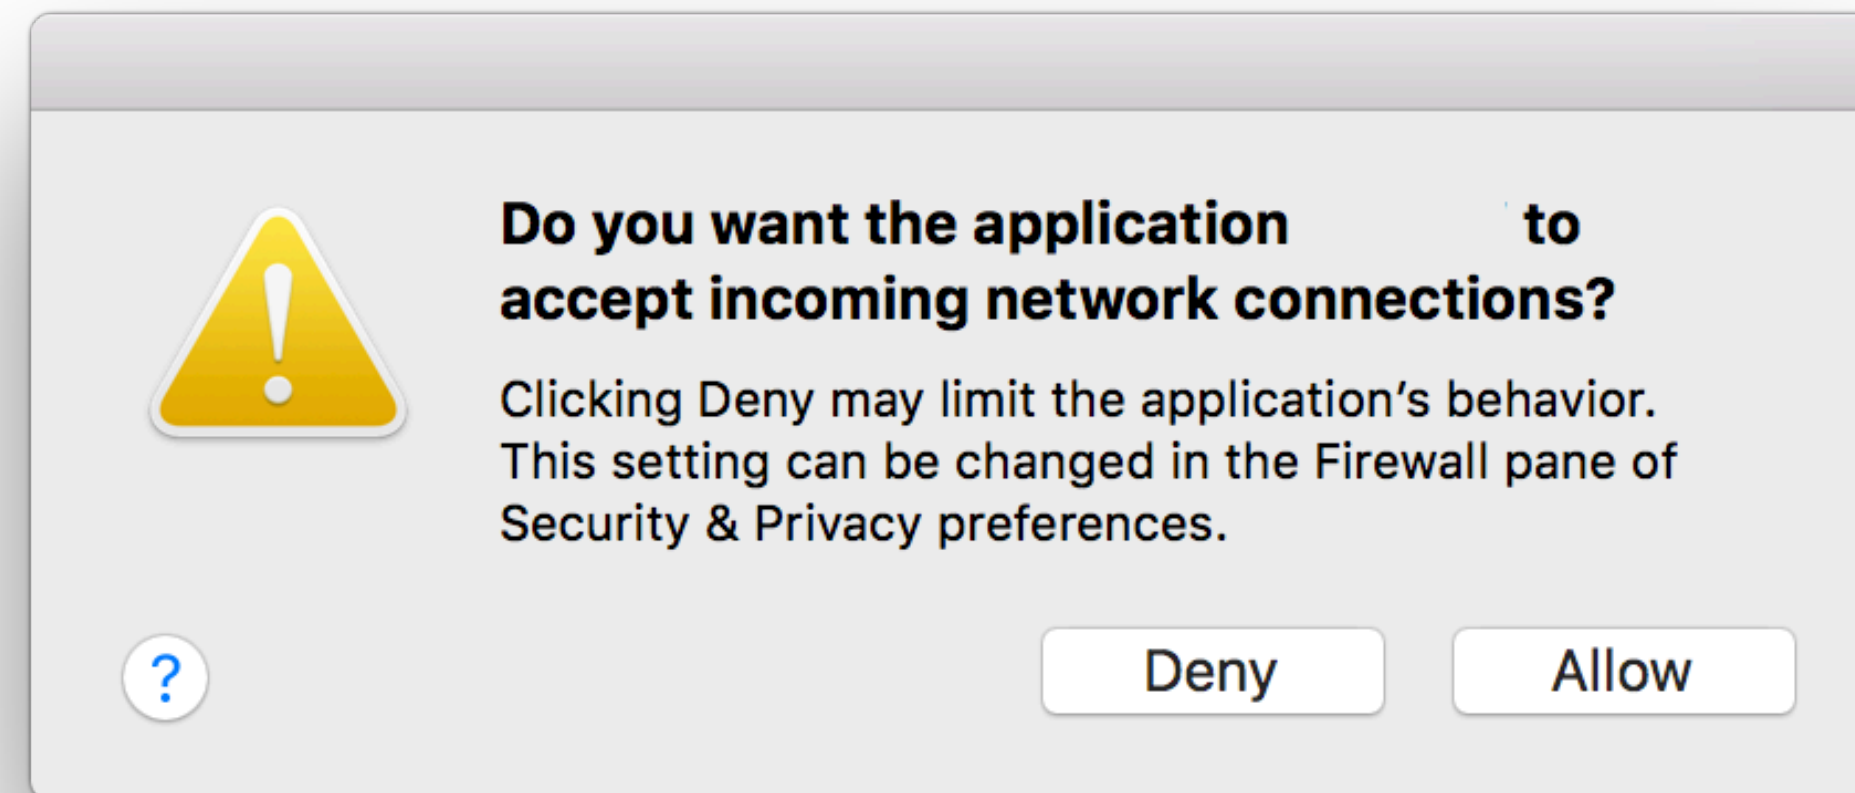 Do you want the application to
accept incoming network connections?
Clicking Deny may limit the application’s behavior.
This setting can be changed in the Firewall pane of
Security & Privacy preferences.
?
Deny
Allow